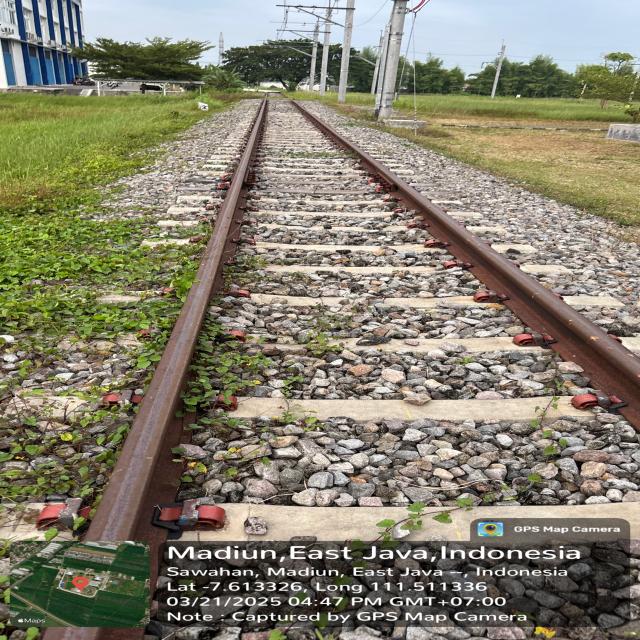 GPS Map Camera
Madiun,East Java,Indonesia
Sawahan, Madiun, East Java —, Indonesia
Lat -7.613326, Long 111.511336
03/21/2025 04:47 PM GMT+07:00
Note : Captured by GPS Map Camera
Maps